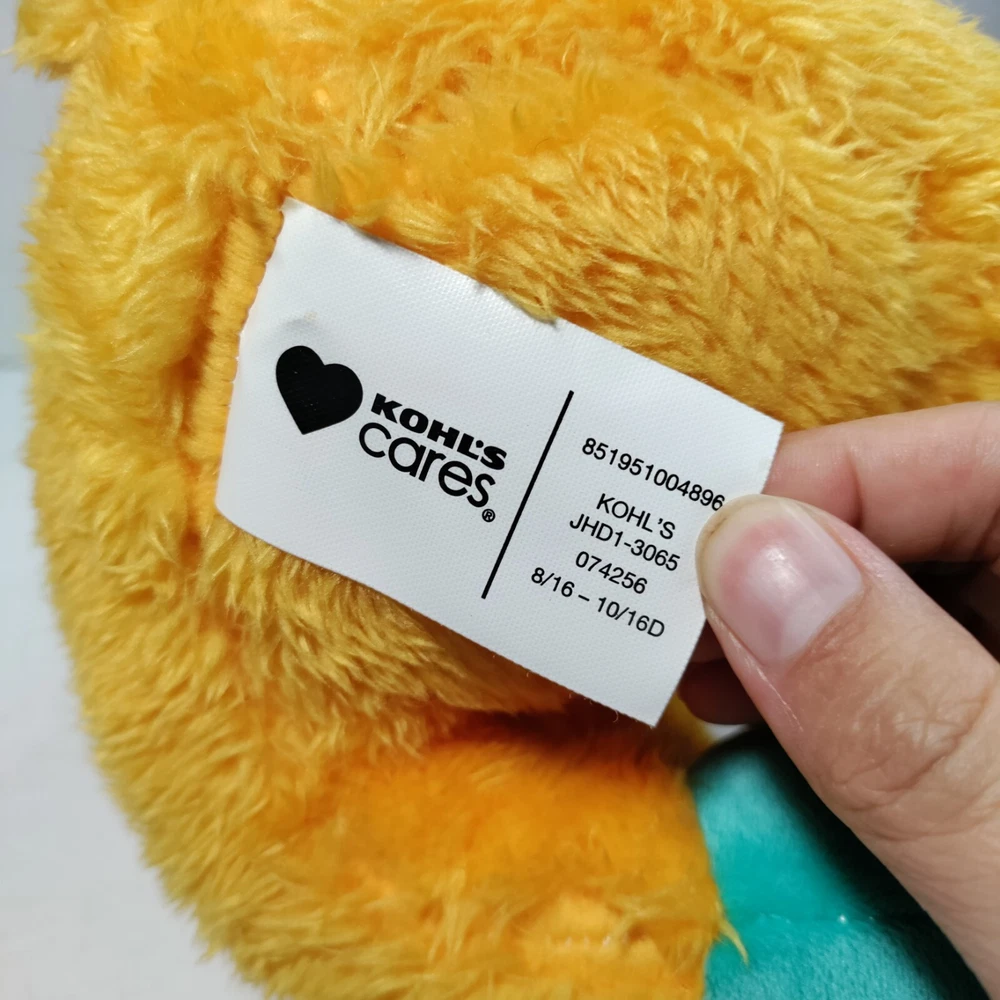 KOHL'S
cares®
851951004896
KOHL'S
JHD1-3065
074256
8/16 – 10/16D